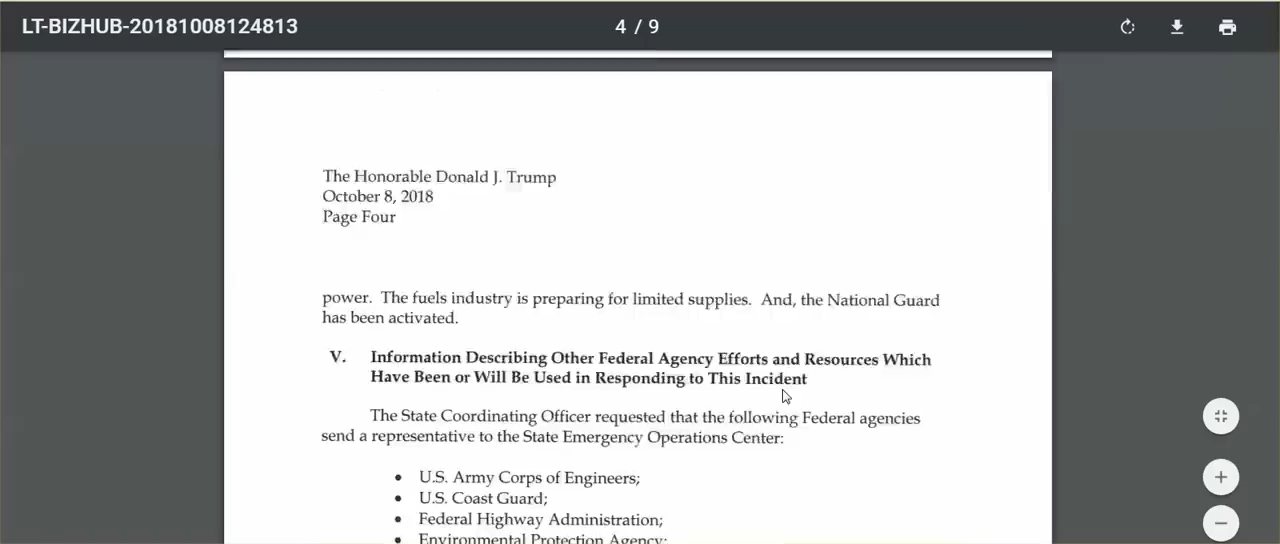 LT-BIZHUB-20181008124813
4 / 9
The Honorable Donald J. Trump
October 8, 2018
Page Four
power. The fuels industry is preparing for limited supplies. And, the National Guard
has been activated.
V. Information Describing Other Federal Agency Efforts and Resources Which
Have Been or Will Be Used in Responding to This Incident
The State Coordinating Officer requested that the following Federal agencies
send a representative to the State Emergency Operations Center:
• U.S. Army Corps of Engineers;
• U.S. Coast Guard;
• Federal Highway Administration;
• Environmental Protection Agency;